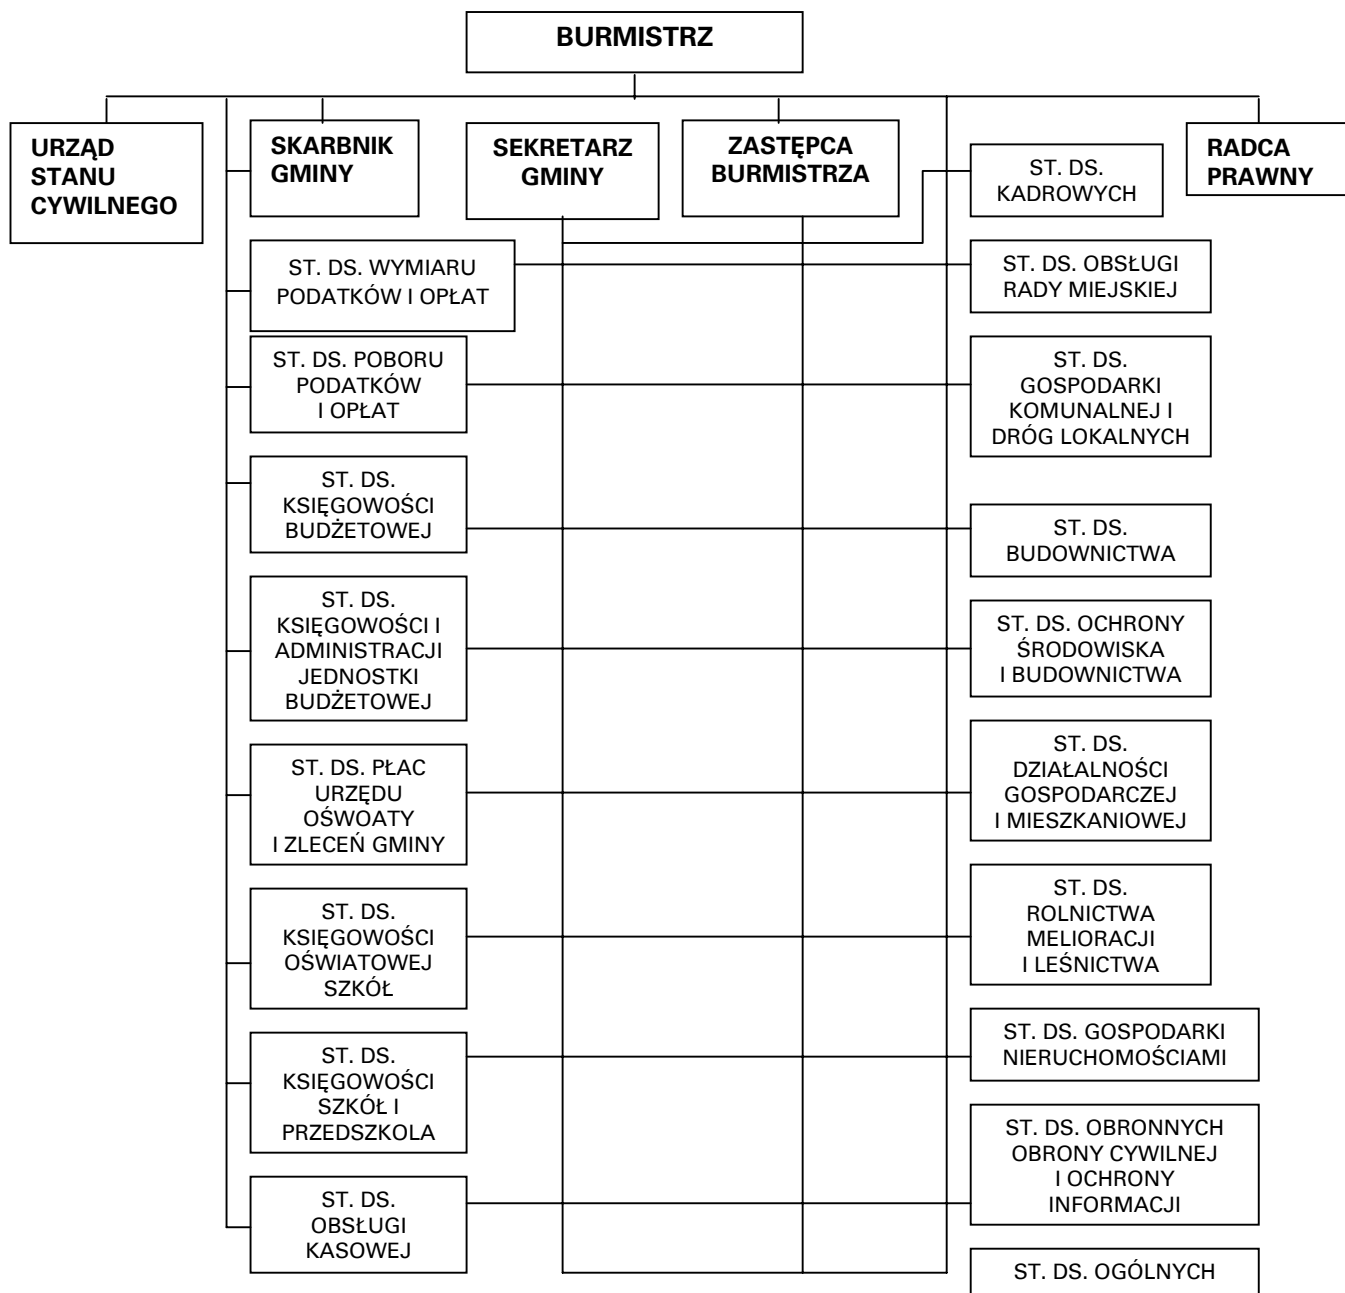 BURMISTRZ
URZĄD
STANU
CYWILNEGO
SKARBNIK
GMINY
SEKRETARZ
GMINY
ZASTĘPCA
BURMISTRZA
ST. DS.
KADROWYCH
RADCA
PRAWNY
ST. DS. WYMIARU
PODATKÓW I OPŁAT
ST. DS. OBSŁUGI
RADY MIEJSKIEJ
ST. DS. POBORU
PODATKÓW
I OPŁAT
ST. DS.
GOSPODARKI
KOMUNALNEJ I
DRÓG LOKALNYCH
ST. DS.
KSIĘGOWOŚCI
BUDŻETOWEJ
ST. DS.
BUDOWNICTWA
ST. DS.
KSIĘGOWOŚCI I
ADMINISTRACJI
JEDNOSTKI
BUDŻETOWEJ
ST. DS. OCHRONY
ŚRODOWISKA
I BUDOWNICTWA
ST. DS. PŁAC
URZĘDU
OŚWOATY
I ZLECEŃ GMINY
ST. DS.
DZIAŁALNOŚCI
GOSPODARCZEJ
I MIESZKANIOWEJ
ST. DS.
KSIĘGOWOŚCI
OŚWIATOWEJ
SZKÓŁ
ST. DS.
ROLNICTWA
MELIORACJI
I LEŚNICTWA
ST. DS.
KSIĘGOWOŚCI
SZKÓŁ I
PRZEDSZKOLA
ST. DS. GOSPODARKI
NIERUCHOMOŚCIAMI
ST. DS. OBRONNYCH
OBRONY CYWILNEJ
I OCHRONY
INFORMACJI
ST. DS.
OBSŁUGI
KASOWEJ
ST. DS. OGÓLNYCH